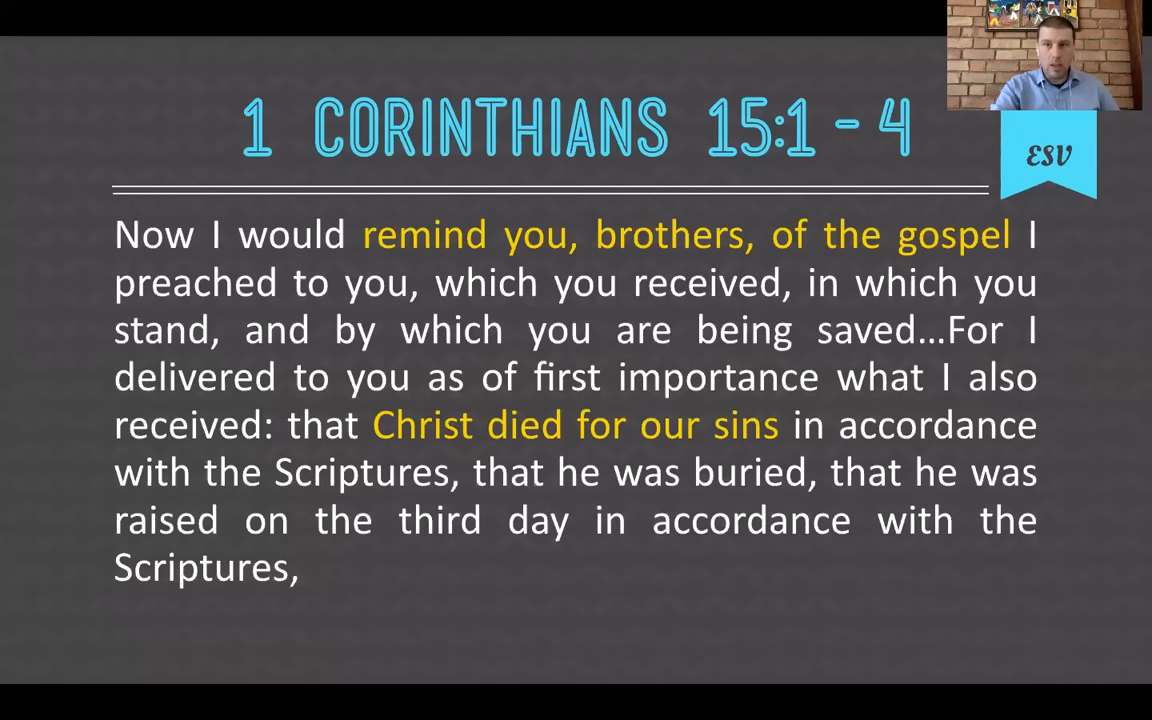 1 CORINTHIANS 15:1 - 4
ESV
Now I would remind you, brothers, of the gospel I
preached to you, which you received, in which you
stand, and by which you are being saved…For I
delivered to you as of first importance what I also
received: that Christ died for our sins in accordance
with the Scriptures, that he was buried, that he was
raised on the third day in accordance with the
Scriptures,